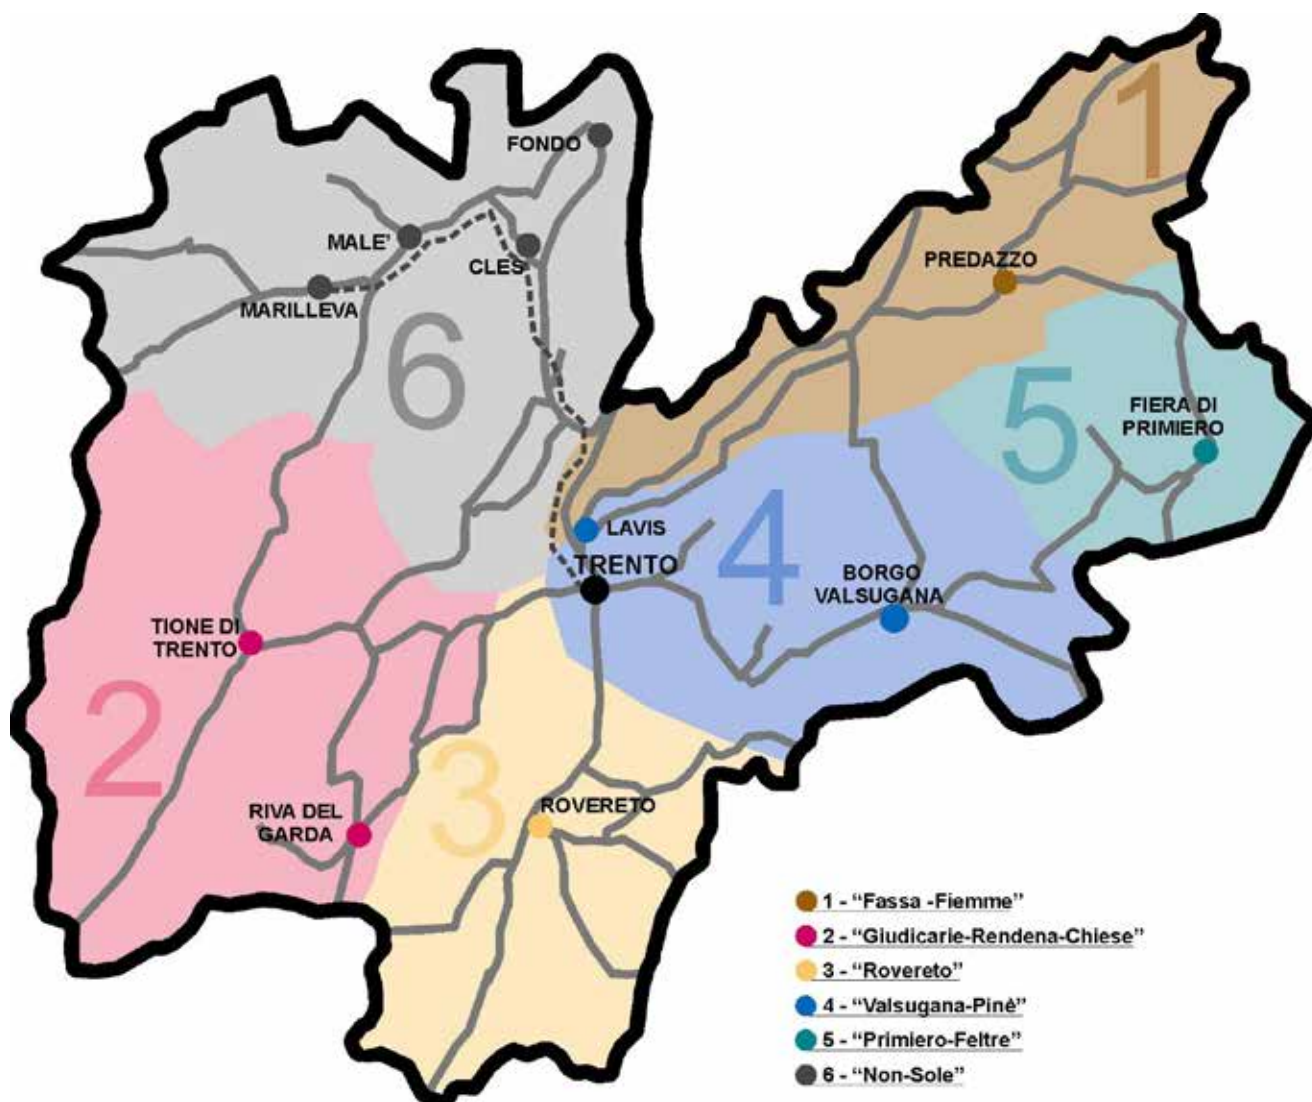 1
FONDO
MALE'
CLES
PREDAZZO
MARILLEVA
6
5
FIERA DI
PRIMIERO
4
LAVIS
TRENTO
BORGO
VALSUGANA
TIONE DI
TRENTO
2
3
RIVA DEL
GARDA
ROVERETO
1 - “Fassa -Fiemme”
2 - “Giudicarie-Rendena-Chiese”
3 - “Rovereto”
4 - “Valsugana-Pinè”
5 - “Primiero-Feltre”
6 - “Non-Sole”